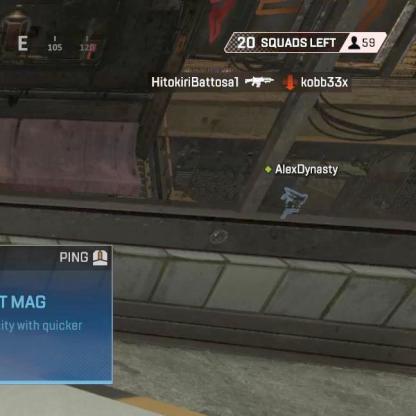 E
105
120
20 SQUADS LEFT 59
HitokiriBattosa1 kobb33x
AlexDynasty
PING
T MAG
ity with quicker